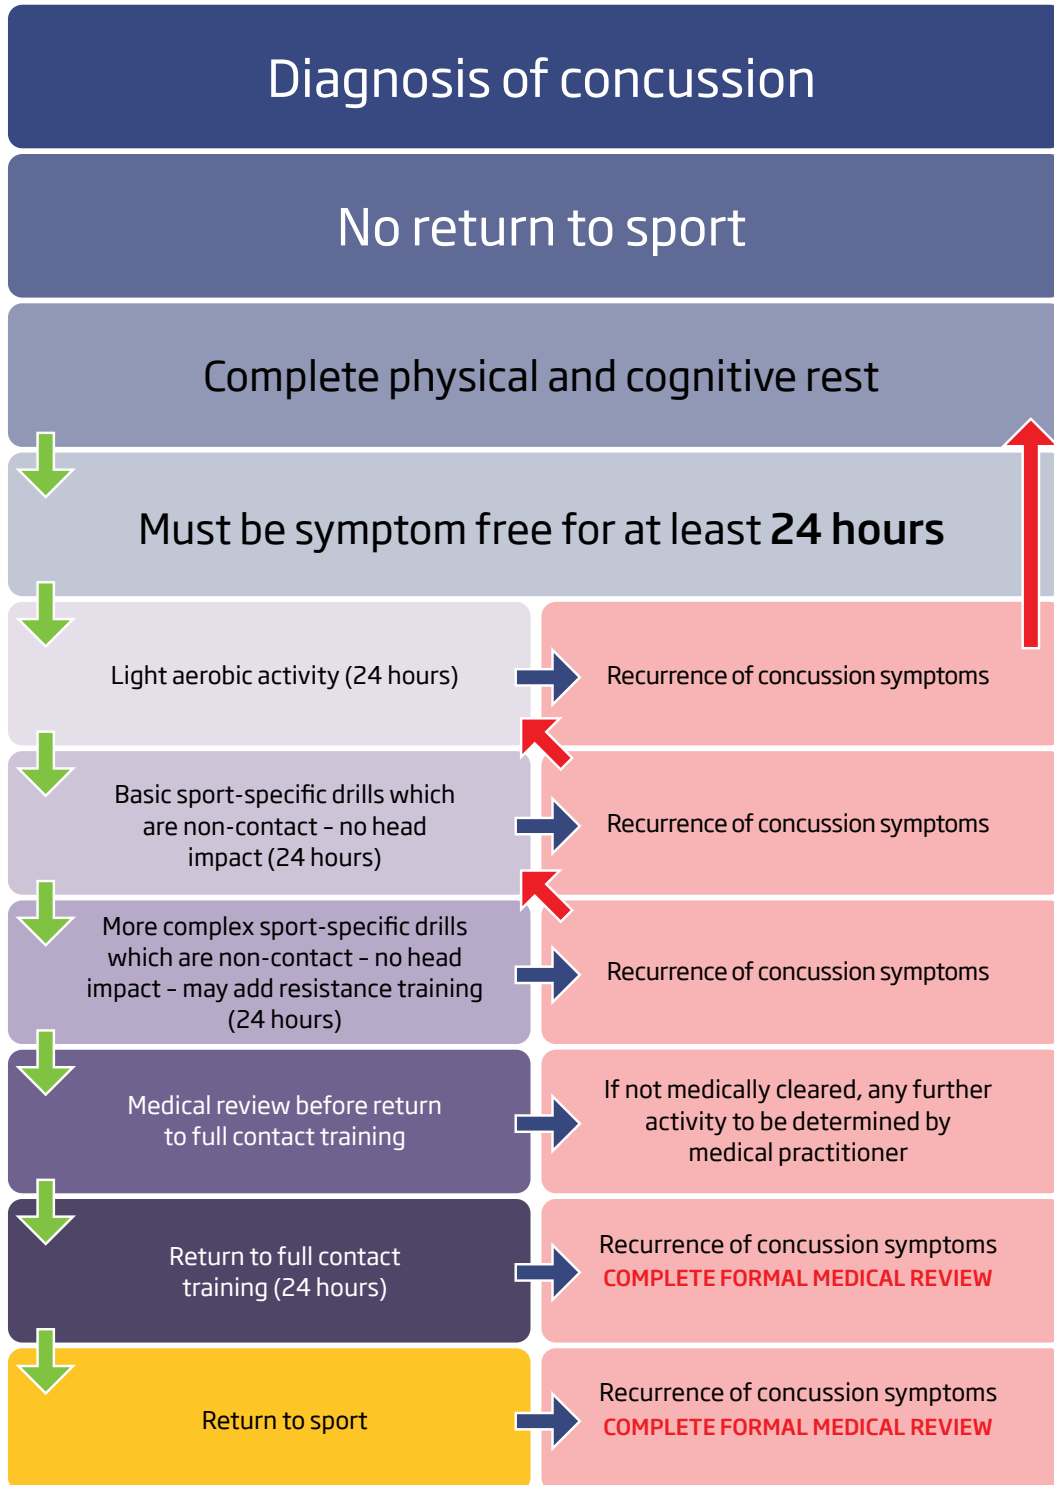 Diagnosis of concussion
No return to sport
Complete physical and cognitive rest
Must be symptom free for at least 24 hours
Light aerobic activity (24 hours)
Recurrence of concussion symptoms
Basic sport-specific drills which
are non-contact – no head
impact (24 hours)
Recurrence of concussion symptoms
More complex sport-specific drills
which are non-contact – no head
impact – may add resistance training
(24 hours)
Recurrence of concussion symptoms
Medical review before return
to full contact training
If not medically cleared, any further
activity to be determined by
medical practitioner
Return to full contact
training (24 hours)
Recurrence of concussion symptoms
COMPLETE FORMAL MEDICAL REVIEW
Return to sport
Recurrence of concussion symptoms
COMPLETE FORMAL MEDICAL REVIEW